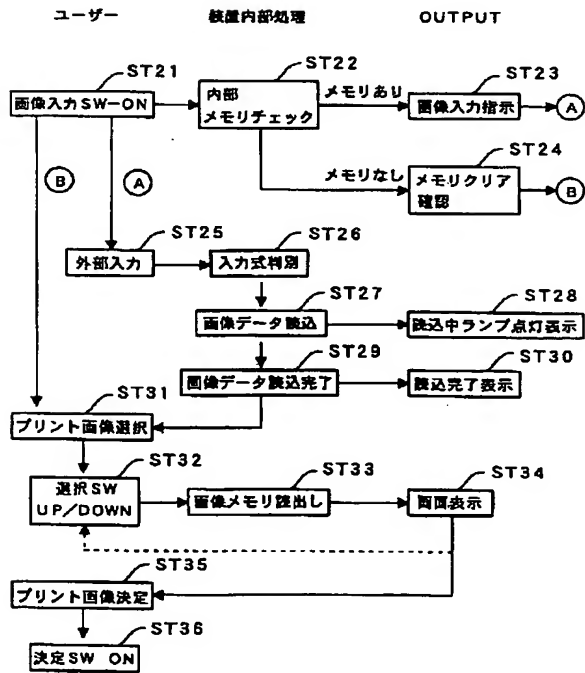 ユーザー 装置内部処理 OUTPUT
ST21 ST22 ST23
画像入力SWーON
内部
メモリチェック
メモリあり
画像入力指示
A
ST24
メモリなし
メモリクリア
確認
B
B
A
ST25 ST26
外部入力 入力式判別
ST27 ST28
画像データ読込 読込中ランプ点灯表示
ST29 ST30
画像データ読込完了 読込完了表示
ST31
プリント画像選択
ST32 ST33 ST34
選択SW
UP/DOWN
画像メモリ読出し 画面表示
ST35
プリント画像決定
ST36
決定SW ON